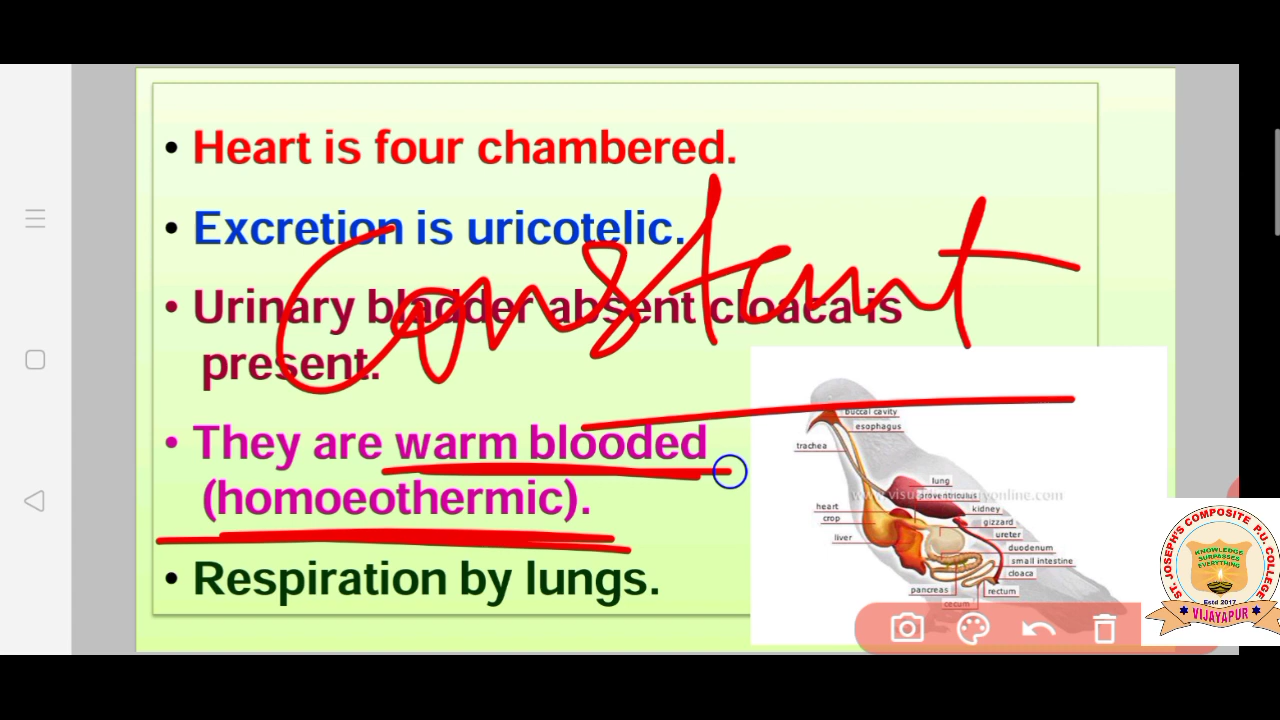 • Heart is four chambered.
• Excretion is uricotelic.
Constant
• Urinary bladder absent cloaca is
present.
• They are warm blooded
(homoeothermic).
• Respiration by lungs.
buccal cavity
esophagus
trachea
lung
proventriculus
heart
kidney
crop
gizzard
ureter
liver
duodenum
small intestine
cloaca
pancreas
rectum
cecum
ST. JOSEPH'S COMPOSITE P.U. COLLEGE
KNOWLEDGE
SURPASSES
EVERYTHING
Estd 2017
VIJAYAPUR